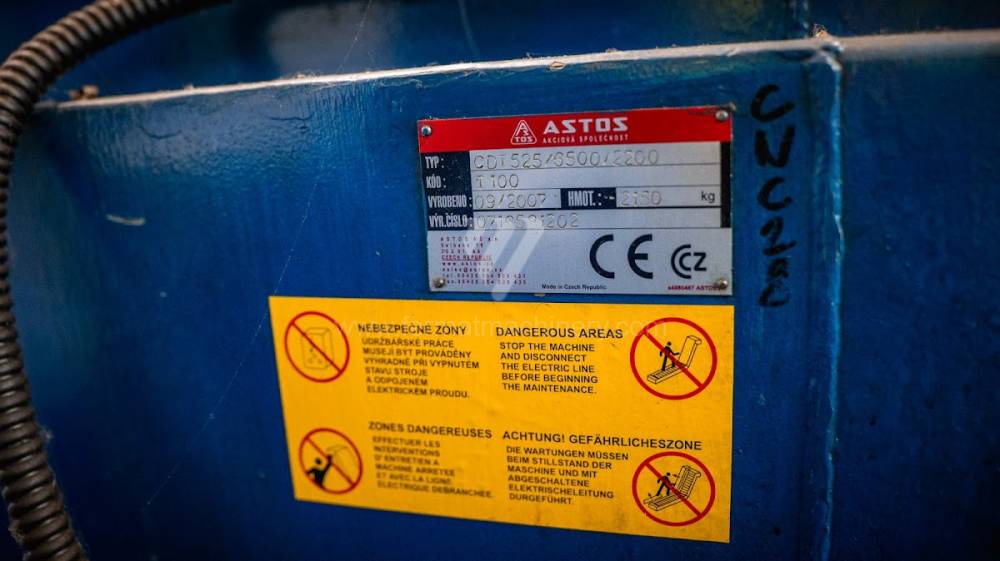 ASTOS
AKCIOVÁ SPOLEČNOST
TYP: CDT525/6500/2200
KÓD: T100
VYROBENO: 09/2007 HMOT.: 2150 kg
VÝR.ČÍSLO:
CZECH REPUBLIC
CE
CZ
Made in Czech Republic
NEBEZPEČNÉ ZÓNY
ÚDRŽBÁŘSKÉ PRÁCE
MUSEJÍ BÝT PROVÁDĚNY
VÝHRADNĚ PŘI VYPNUTÉM
STAVU STROJE
A ODPOJENÉM
ELEKTRICKÉM PROUDU.
DANGEROUS AREAS
STOP THE MACHINE
AND DISCONNECT
THE ELECTRIC LINE
BEFORE BEGINNING
THE MAINTENANCE.
ZONES DANGEREUSES
EFFECTUER LES
INTERVENTIONS
D'ENTRETIEN A
MACHINE ARRETEE
ET AVEC LA LIGNE
ELECTRIQUE DEBRANCHEE.
ACHTUNG! GEFÄHRLICHESZONE
DIE WARTUNGEN MÜSSEN
BEIM STILLSTAND DER
MASCHINE UND MIT
ABGESCHALTENE
ELEKTRISCHELEITUNG
DURGEFÜHRT.